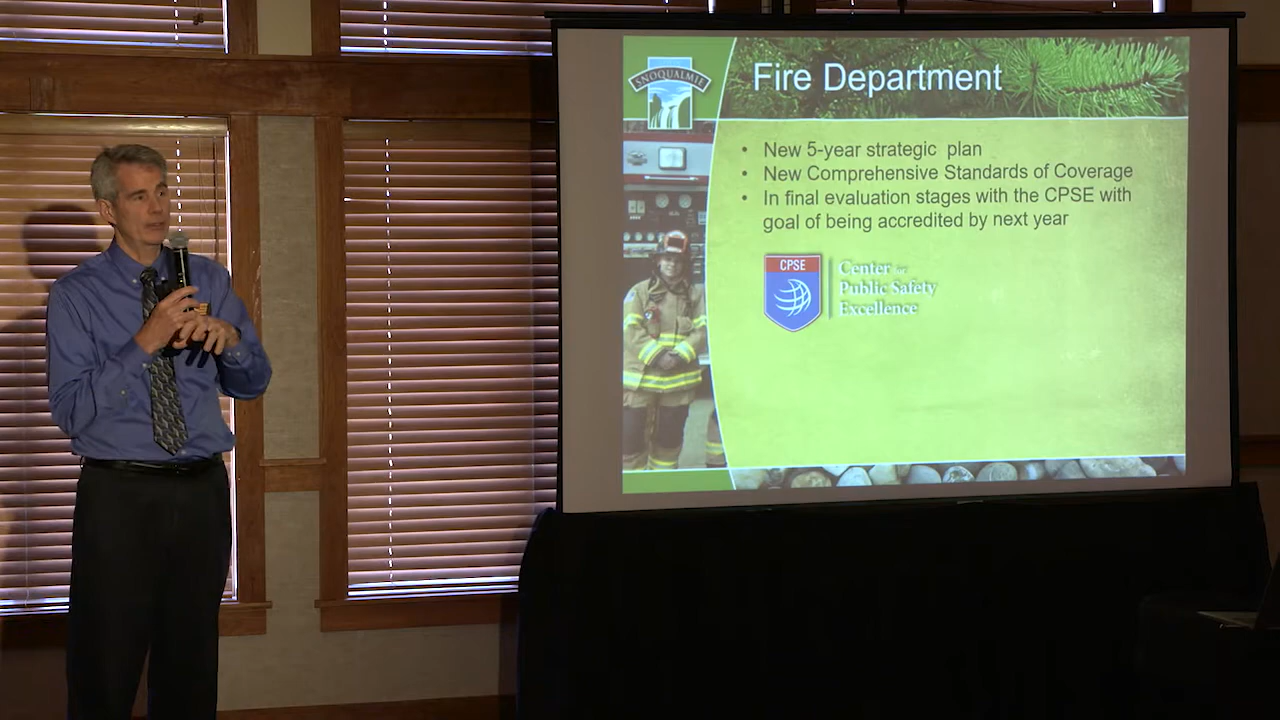 SNOQUALMIE
Fire Department
• New 5-year strategic plan
• New Comprehensive Standards of Coverage
• In final evaluation stages with the CPSE with
goal of being accredited by next year
CPSE
Center for
Public Safety
Excellence